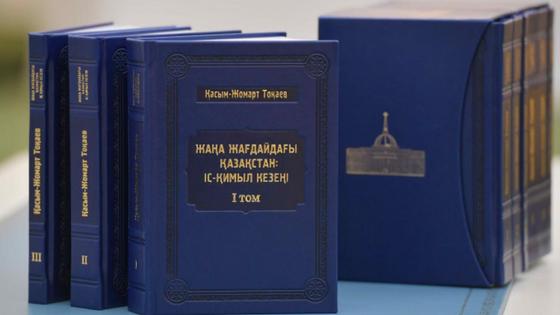 Қасым-Жомарт Тоқаев
III
Қасым-Жомарт Тоқаев
II
Қасым-Жомарт Тоқаев
ЖАҢА ЖАҒДАЙДАҒЫ
ҚАЗАҚСТАН:
ІС-ҚИМЫЛ КЕЗЕҢІ
I том